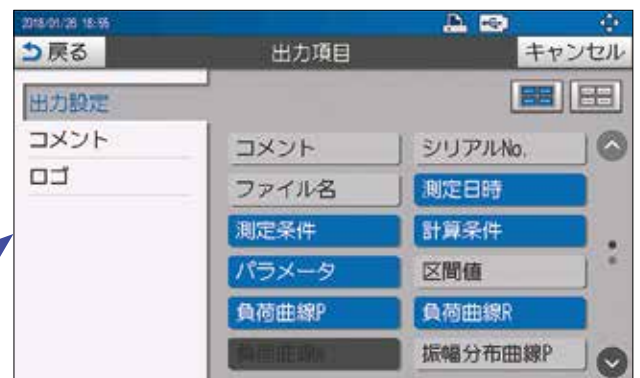 2018/01/26 18:55
戻る 出力項目 キャンセル
出力設定
コメント
ロゴ
コメント シリアルNo.
ファイル名 測定日時
測定条件 計算条件
パラメータ 区間値
負荷曲線P 負荷曲線R
振幅分布曲線P